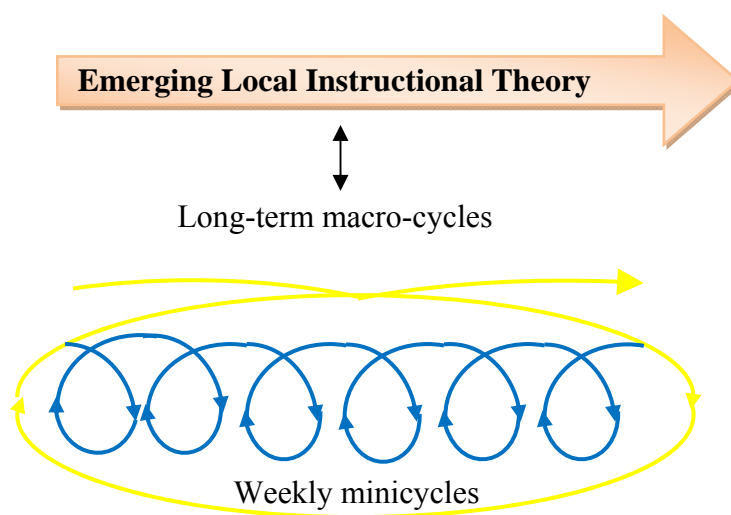 Emerging Local Instructional Theory
Long-term macro-cycles
Weekly minicycles